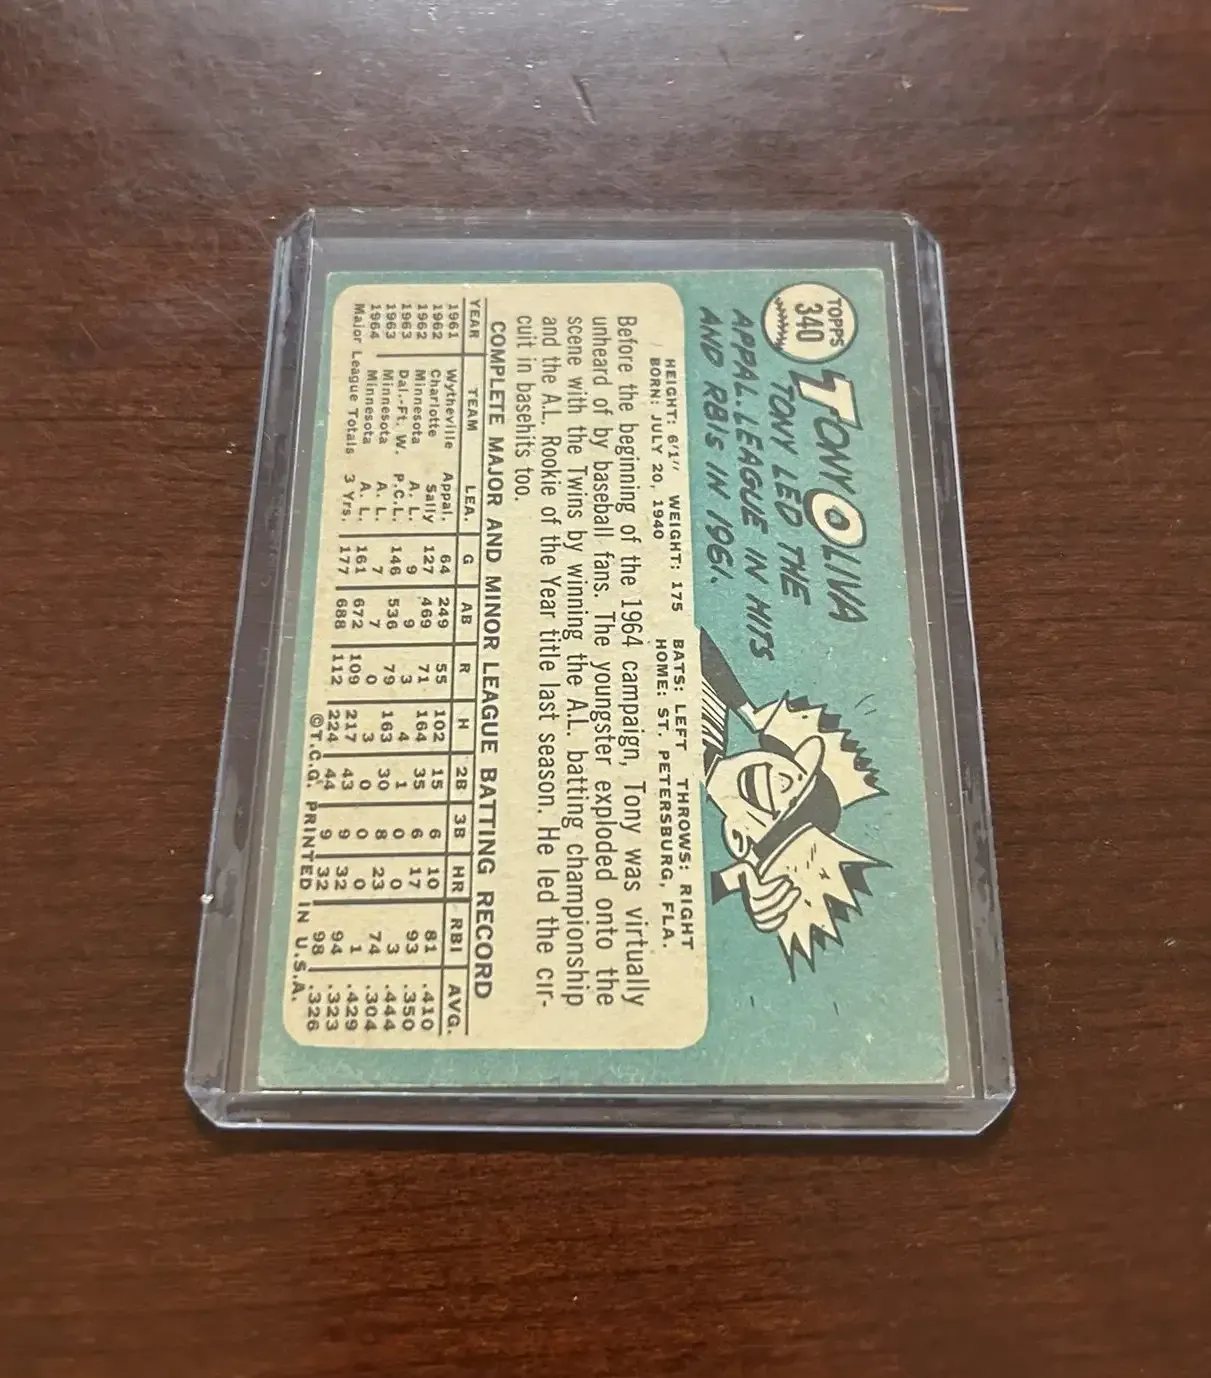 TOPPS
340
TONY OLIVA
TONY LED THE
APPAL. LEAGUE IN HITS
AND RBIS IN 1961.
HEIGHT: 6'1" WEIGHT: 175 BATS: LEFT THROWS: RIGHT
BORN: JULY 20, 1940 HOME: ST. PETERSBURG, FLA.
Before the beginning of the 1964 campaign, Tony was virtually
unheard of by baseball fans. The youngster exploded onto the
scene with the Twins by winning the A.L. batting championship
and the A.L. Rookie of the Year title last season. He led the cir-
cuit in basehits too.
COMPLETE MAJOR AND MINOR LEAGUE BATTING RECORD
YEAR TEAM LEA. G AB R H 2B 3B HR RBI AVG.
1961 Wytheville Appal. 64 249 55 102 15 6 10 81 .410
1962 Charlotte Sally 127 469 71 164 35 6 17 93 .350
1962 Minnesota A. L. 9 9 3 4 1 0 0 3 .444
1963 Dal.-Ft. W. P.C.L. 146 536 79 163 30 8 23 74 .304
1963 Minnesota A. L. 7 7 0 3 0 0 0 1 .429
1964 Minnesota A. L. 161 672 109 217 43 9 32 94 .323
Major League Totals 3 Yrs. 177 688 112 224 44 9 32 98 .326
©T.C.G. PRINTED IN U.S.A.